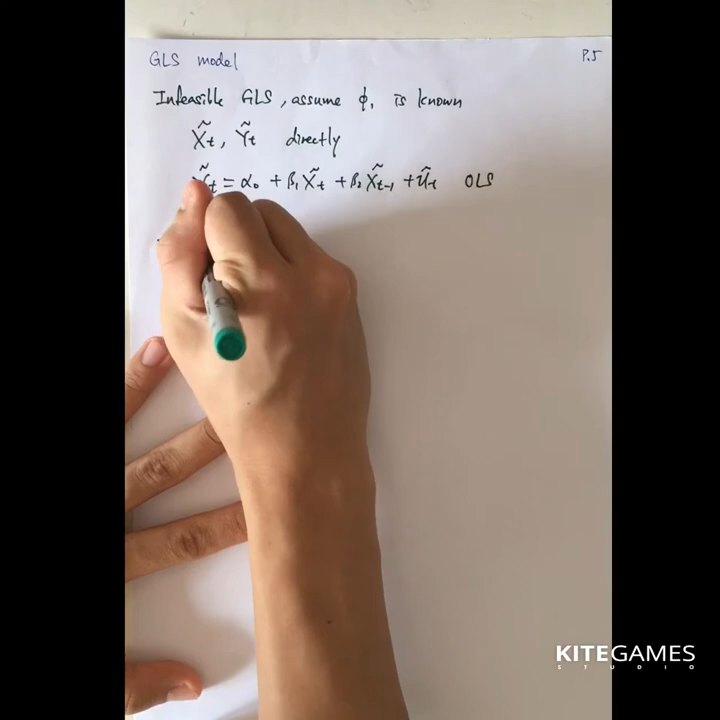 GLS model
P.5
Infeasible GLS, assume ϕ₁ is known
X̃t, Ỹt directly
Ỹt = α₀ + β₁X̃t + β₂X̃t-1 + ũt OLS
KITEGAMES
STUDIO